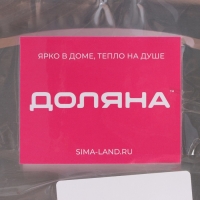 ЯРКО В ДОМЕ, ТЕПЛО НА ДУШЕ
ДОЛЯНА™
SIMA-LAND.RU